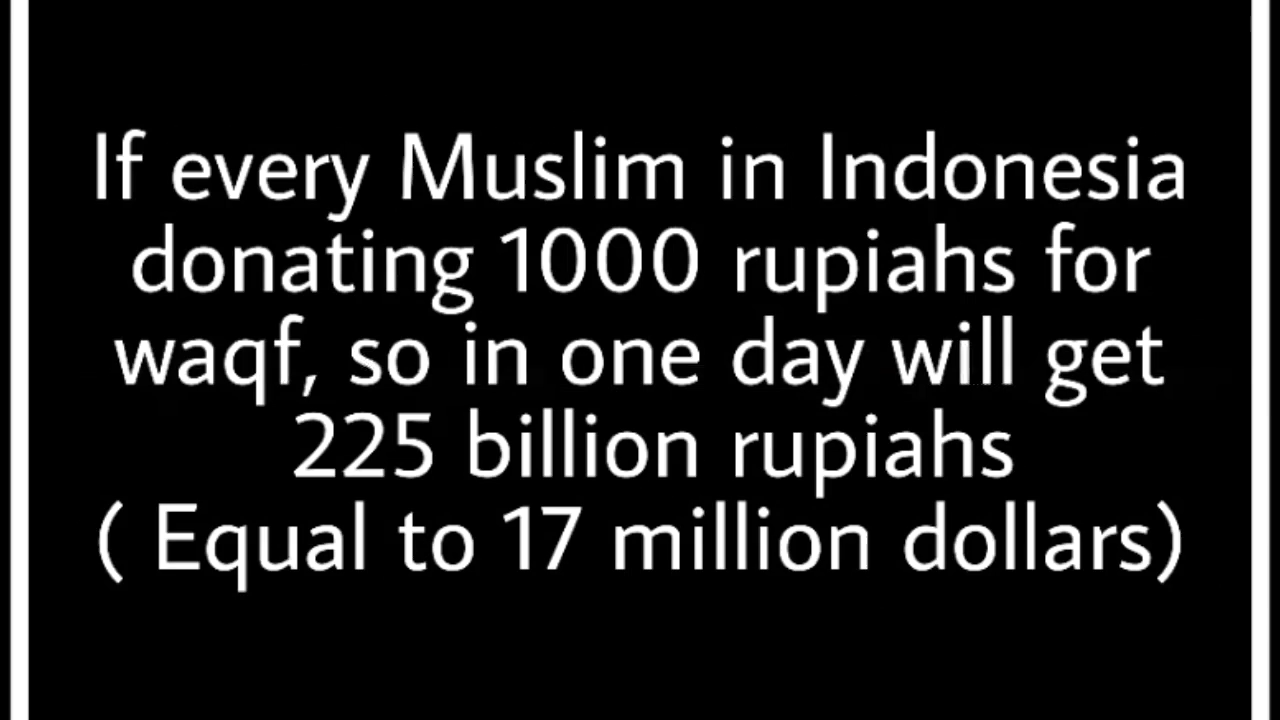 If every Muslim in Indonesia
donating 1000 rupiahs for
waqf, so in one day will get
225 billion rupiahs
( Equal to 17 million dollars)